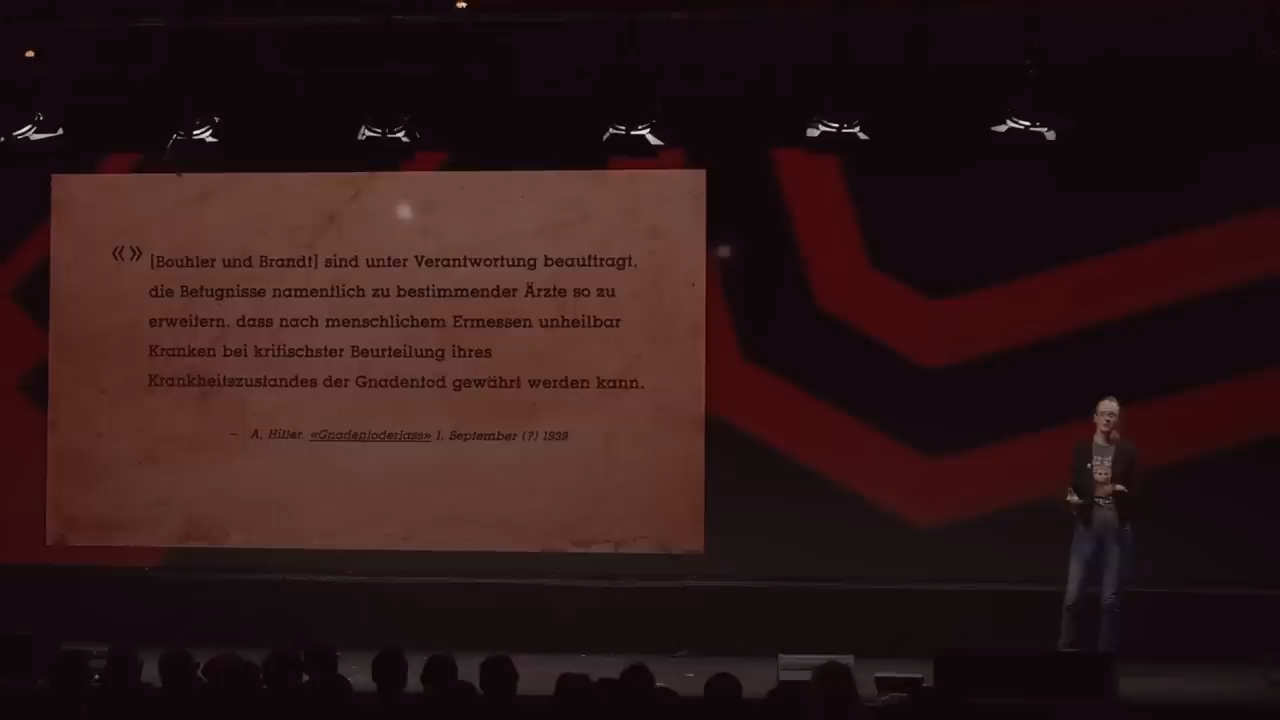 «» [Bouhler und Brandt] sind unter Verantwortung beauftragt,
die Befugnisse namentlich zu bestimmender Ärzte so zu
erweitern, dass nach menschlichem Ermessen unheilbar
Kranken bei kritischster Beurteilung ihres
Krankheitszustandes der Gnadentod gewährt werden kann.
– A. Hitler, «Gnadentoderlass» 1. September (?) 1939